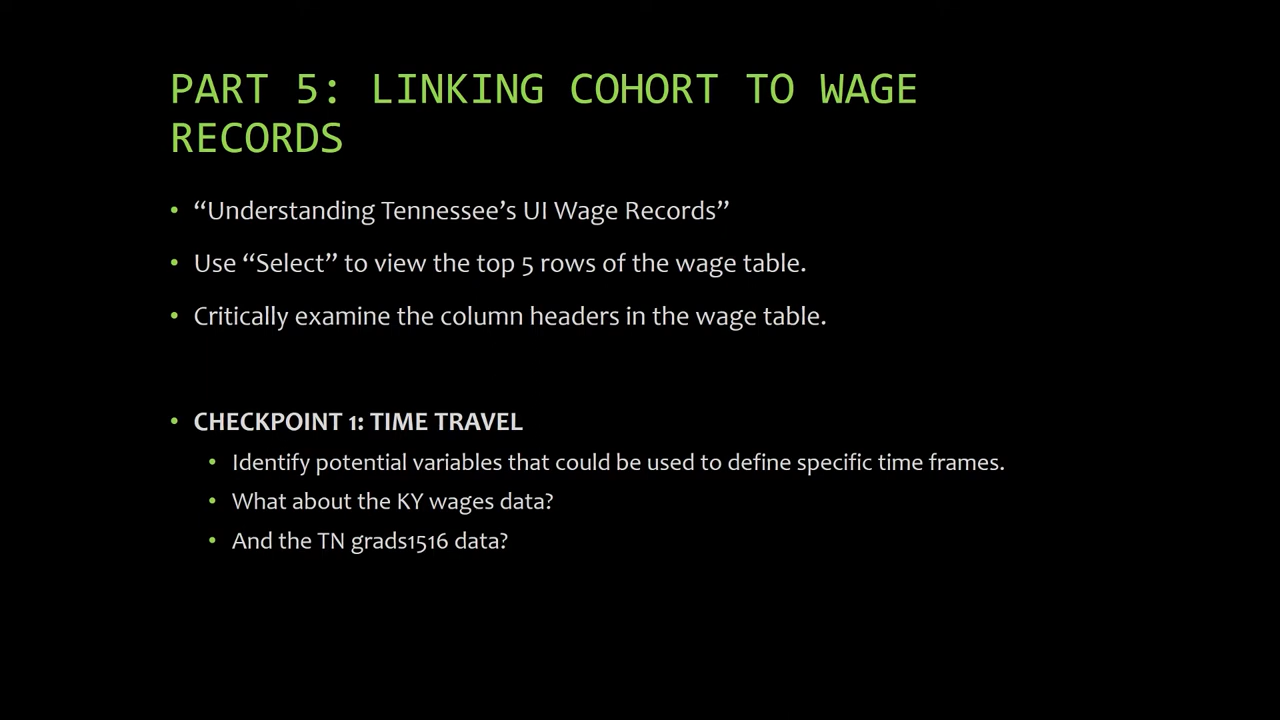 PART 5: LINKING COHORT TO WAGE
RECORDS
• “Understanding Tennessee’s UI Wage Records”
• Use “Select” to view the top 5 rows of the wage table.
• Critically examine the column headers in the wage table.
• CHECKPOINT 1: TIME TRAVEL
• Identify potential variables that could be used to define specific time frames.
• What about the KY wages data?
• And the TN grads1516 data?